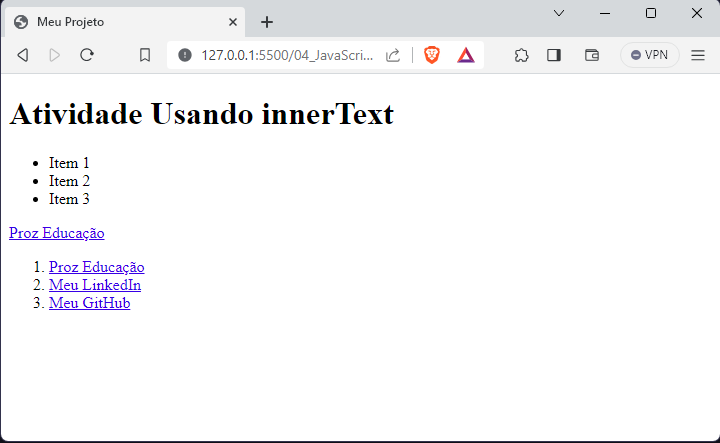 Meu Projeto
127.0.0.1:5500/04_JavaScri...
VPN
Atividade Usando innerText
• Item 1
• Item 2
• Item 3
Proz Educação
1. Proz Educação
2. Meu LinkedIn
3. Meu GitHub